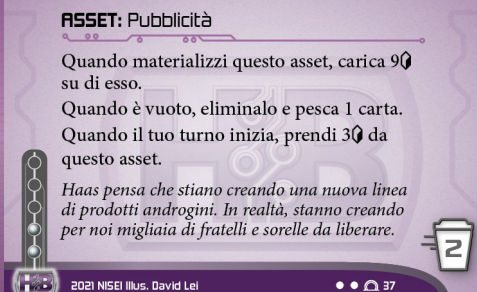 ASSET: Pubblicità
Quando materializzi questo asset, carica 9
su di esso.
Quando è vuoto, eliminalo e pesca 1 carta.
Quando il tuo turno inizia, prendi 3 da
questo asset.
Haas pensa che stiano creando una nuova linea
di prodotti androgini. In realtà, stanno creando
per noi migliaia di fratelli e sorelle da liberare.
2
HB
2021 NISEI Illus. David Lei
37